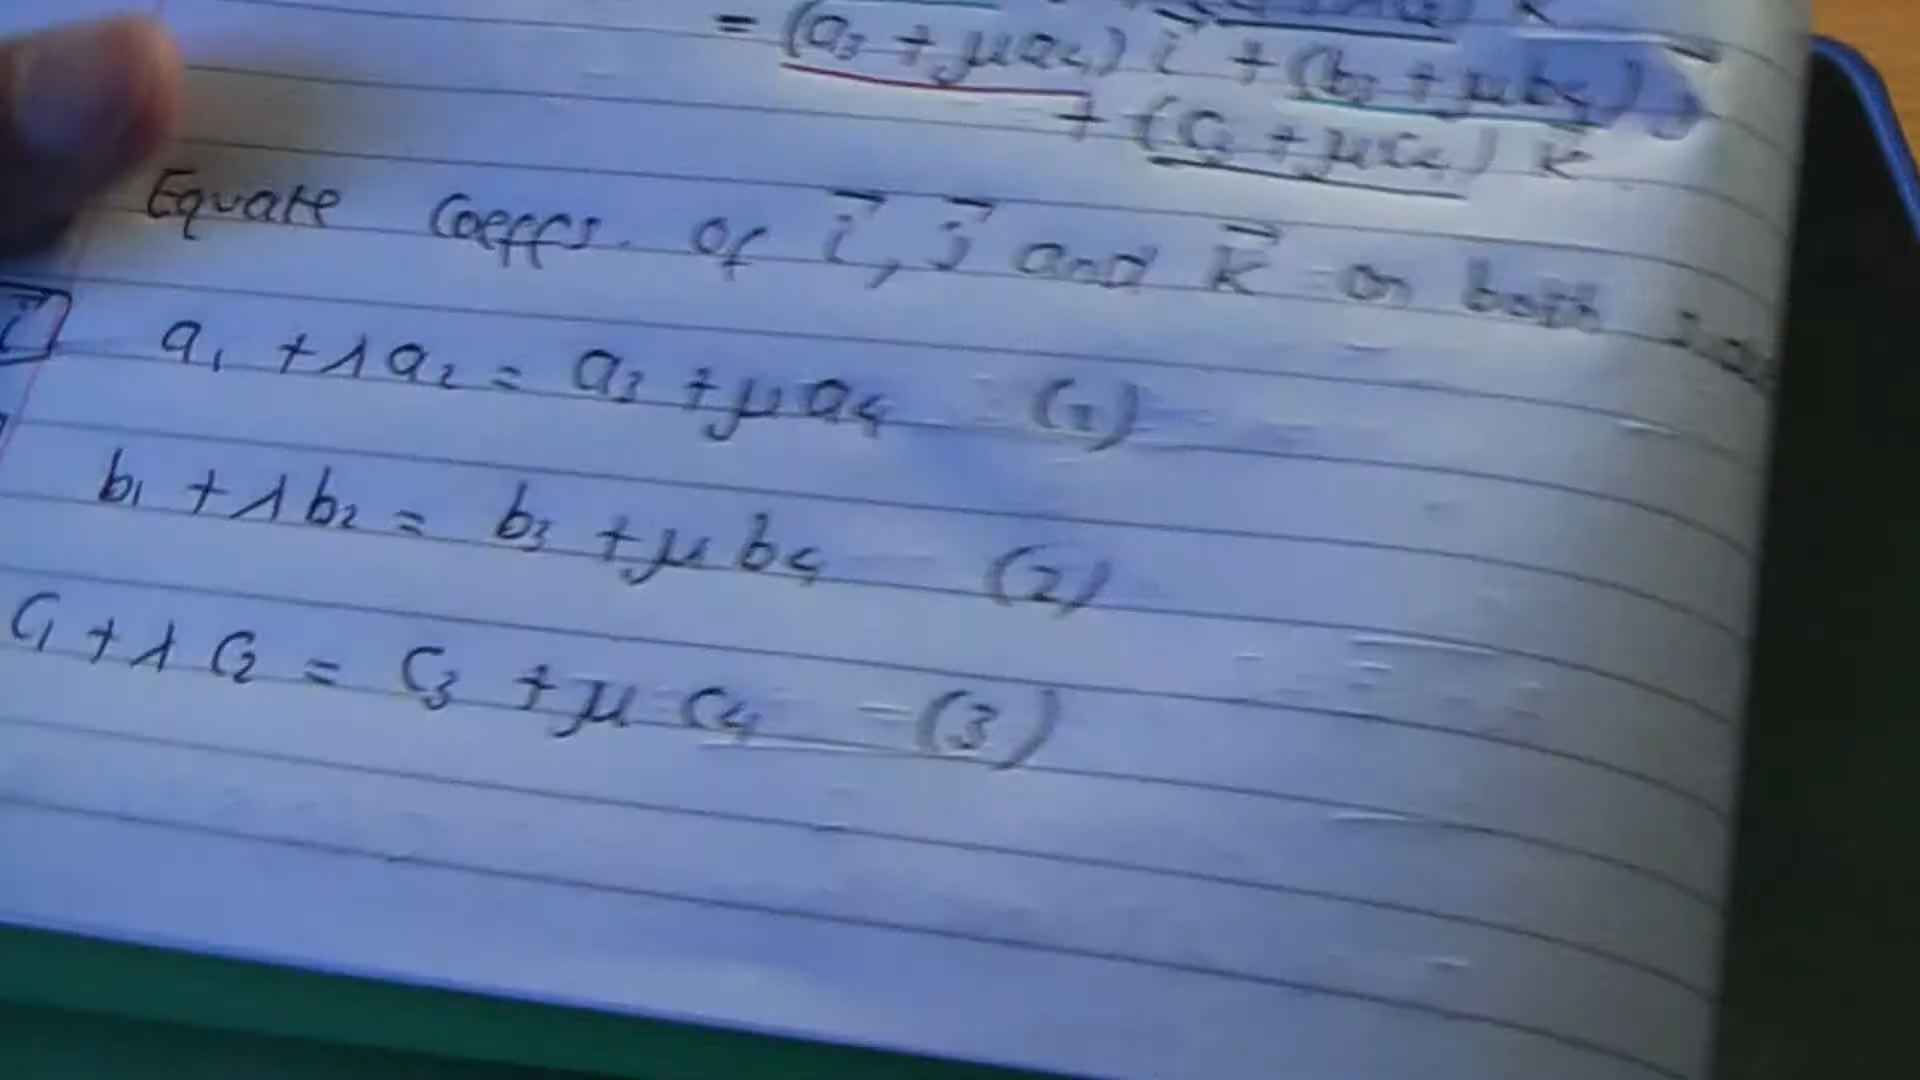 = (a₃ + μa₄) i⃗ + (b₃ + μb₄) j⃗
+ (c₃ + μc₄) k
Equate Coeffs. of i⃗, j⃗ and k⃗ on both
i⃗ a₁ + λa₂ = a₃ + μa₄ (1)
b₁ + λb₂ = b₃ + μb₄ (2)
c₁ + λc₂ = c₃ + μc₄ - (3)